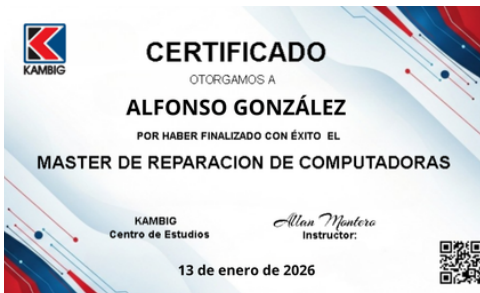 KAMBIG
CERTIFICADO
OTORGAMOS A
ALFONSO GONZÁLEZ
POR HABER FINALIZADO CON ÉXITO EL
MASTER DE REPARACION DE COMPUTADORAS
KAMBIG
Centro de Estudios
Allan Montero
Instructor:
13 de enero de 2026